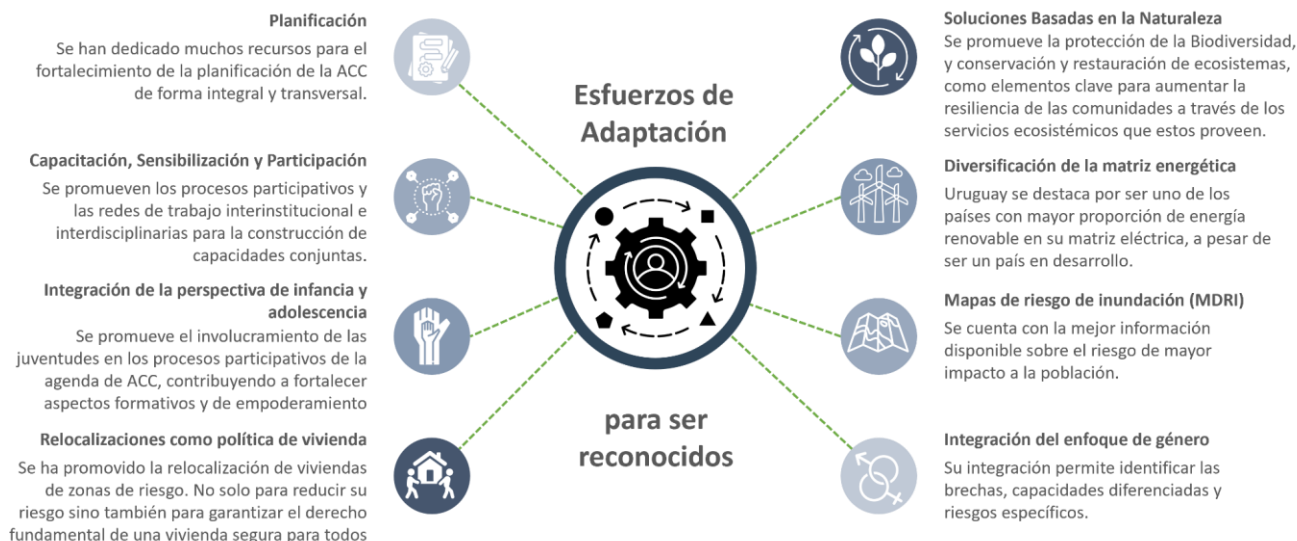 Planificación
Se han dedicado muchos recursos para el
fortalecimiento de la planificación de la ACC
de forma integral y transversal.
Capacitación, Sensibilización y Participación
Se promueven los procesos participativos y
las redes de trabajo interinstitucional e
interdisciplinarias para la construcción de
capacidades conjuntas.
Integración de la perspectiva de infancia y
adolescencia
Se promueve el involucramiento de las
juventudes en los procesos participativos de la
agenda de ACC, contribuyendo a fortalecer
aspectos formativos y de empoderamiento
Relocalizaciones como política de vivienda
Se ha promovido la relocalización de viviendas
de zonas de riesgo. No solo para reducir su
riesgo sino también para garantizar el derecho
fundamental de una vivienda segura para todos
Esfuerzos de
Adaptación
para ser
reconocidos
Soluciones Basadas en la Naturaleza
Se promueve la protección de la Biodiversidad,
y conservación y restauración de ecosistemas,
como elementos clave para aumentar la
resiliencia de las comunidades a través de los
servicios ecosistémicos que estos proveen.
Diversificación de la matriz energética
Uruguay se destaca por ser uno de los
países con mayor proporción de energía
renovable en su matriz eléctrica, a pesar de
ser un país en desarrollo.
Mapas de riesgo de inundación (MDRI)
Se cuenta con la mejor información
disponible sobre el riesgo de mayor
impacto a la población.
Integración del enfoque de género
Su integración permite identificar las
brechas, capacidades diferenciadas y
riesgos específicos.